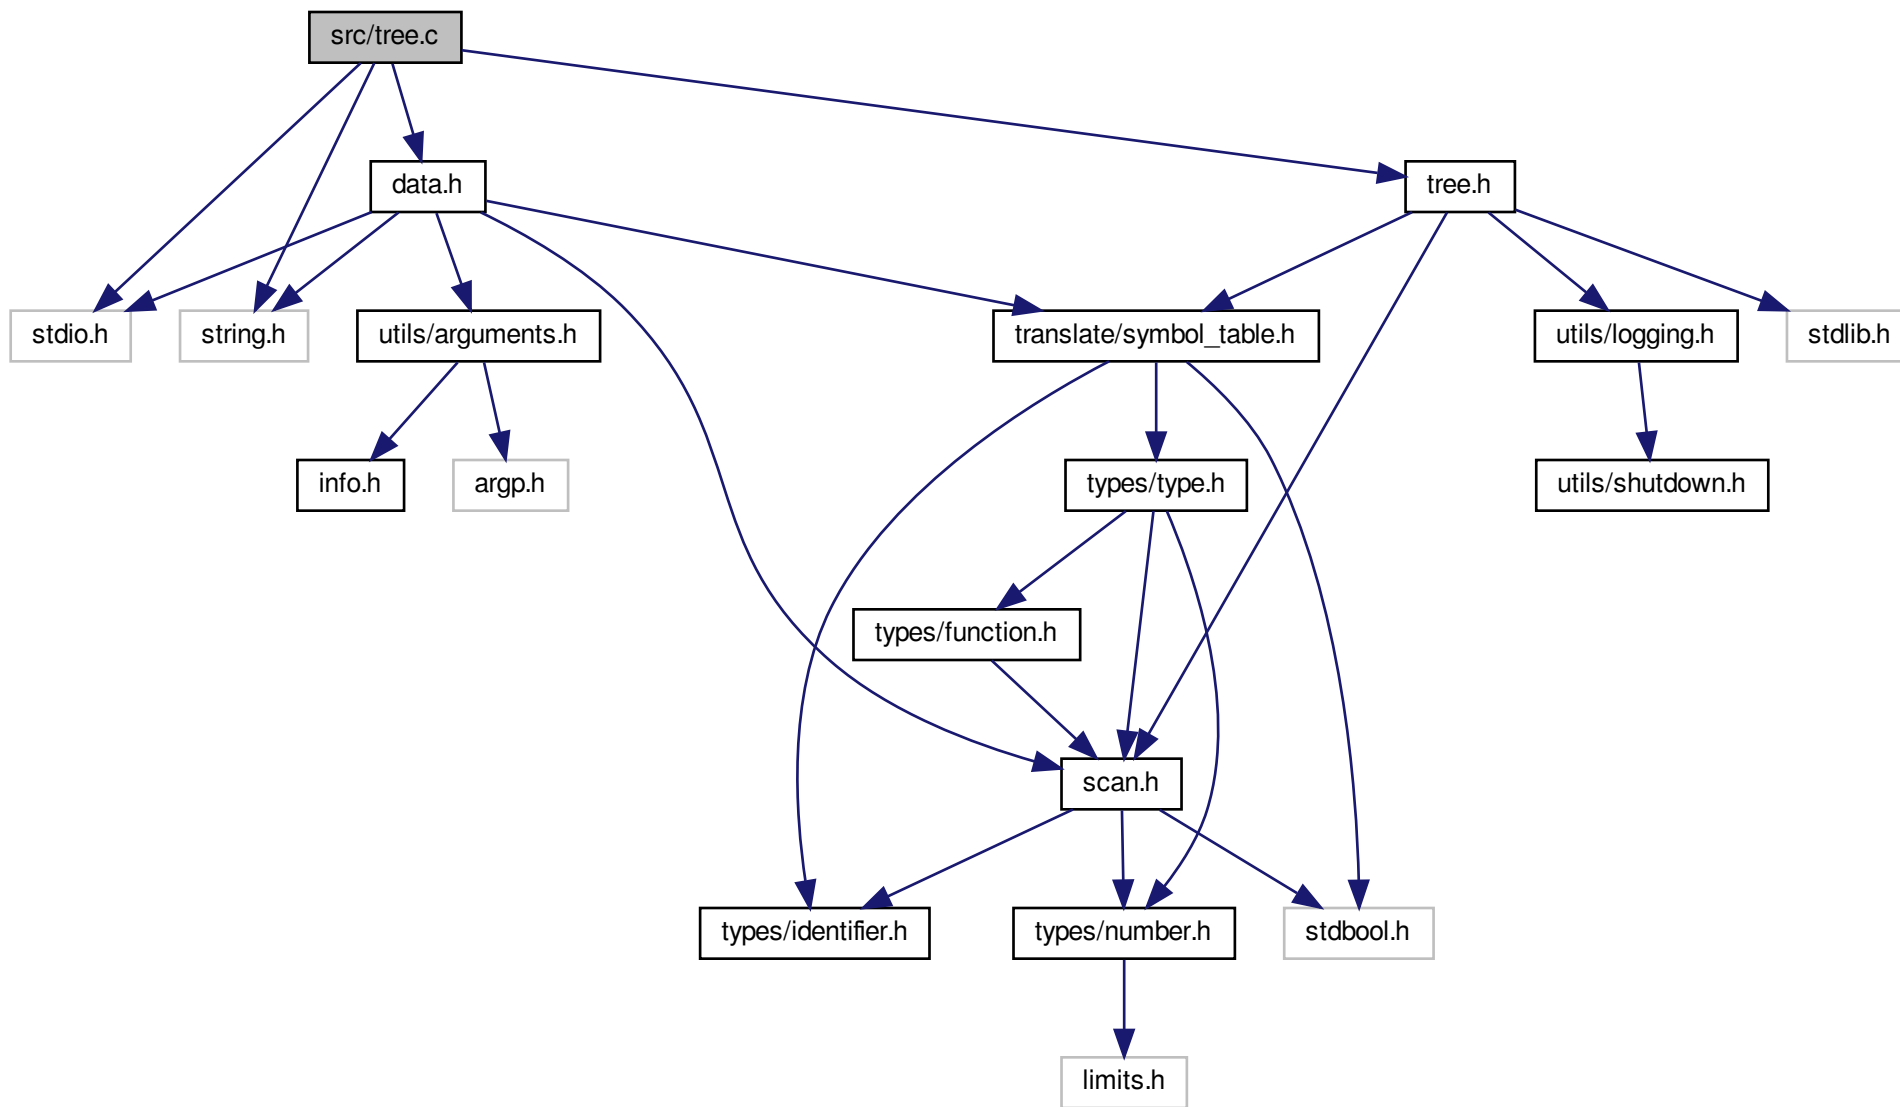 src/tree.c
data.h
tree.h
stdio.h
string.h
utils/arguments.h
translate/symbol_table.h
utils/logging.h
stdlib.h
info.h
argp.h
types/type.h
utils/shutdown.h
types/function.h
scan.h
types/identifier.h
types/number.h
stdbool.h
limits.h